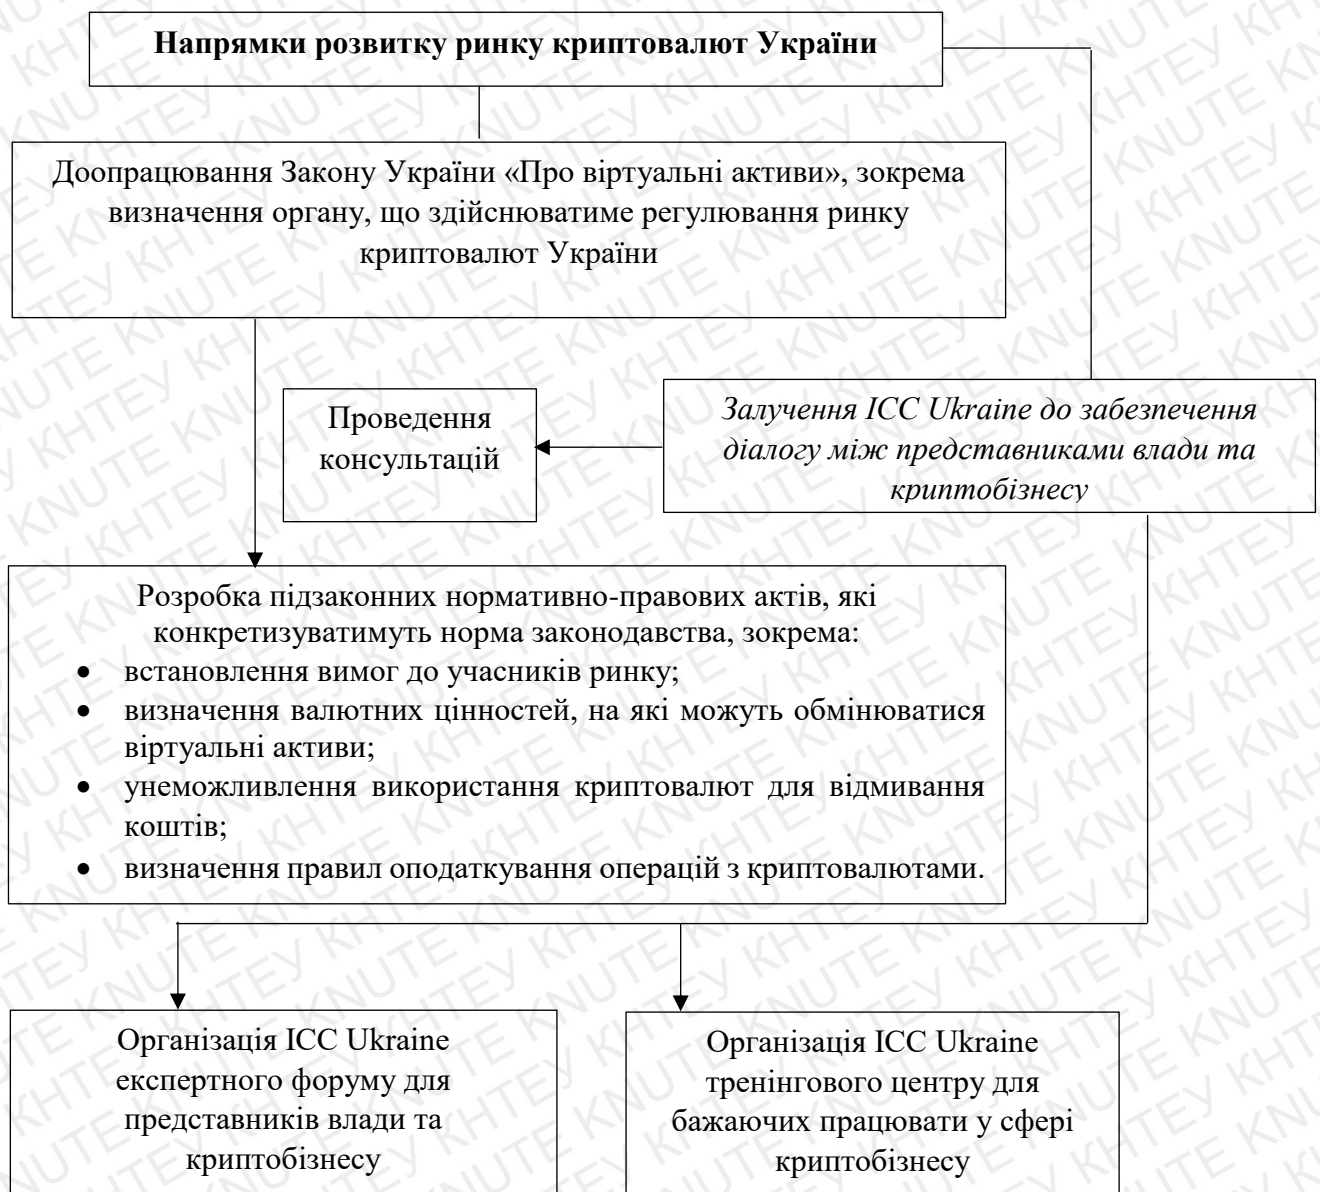 Напрямки розвитку ринку криптовалют України
Доопрацювання Закону України «Про віртуальні активи», зокрема
визначення органу, що здійснюватиме регулювання ринку
криптовалют України
Проведення
консультацій
Залучення ICC Ukraine до забезпечення
діалогу між представниками влади та
криптобізнесу
Розробка підзаконних нормативно-правових актів, які
конкретизуватимуть норма законодавства, зокрема:
• встановлення вимог до учасників ринку;
• визначення валютних цінностей, на які можуть обмінюватися
віртуальні активи;
• унеможливлення використання криптовалют для відмивання
коштів;
• визначення правил оподаткування операцій з криптовалютами.
Організація ICC Ukraine
експертного форуму для
представників влади та
криптобізнесу
Організація ICC Ukraine
тренінгового центру для
бажаючих працювати у сфері
криптобізнесу
KNUTE КНТЕУ